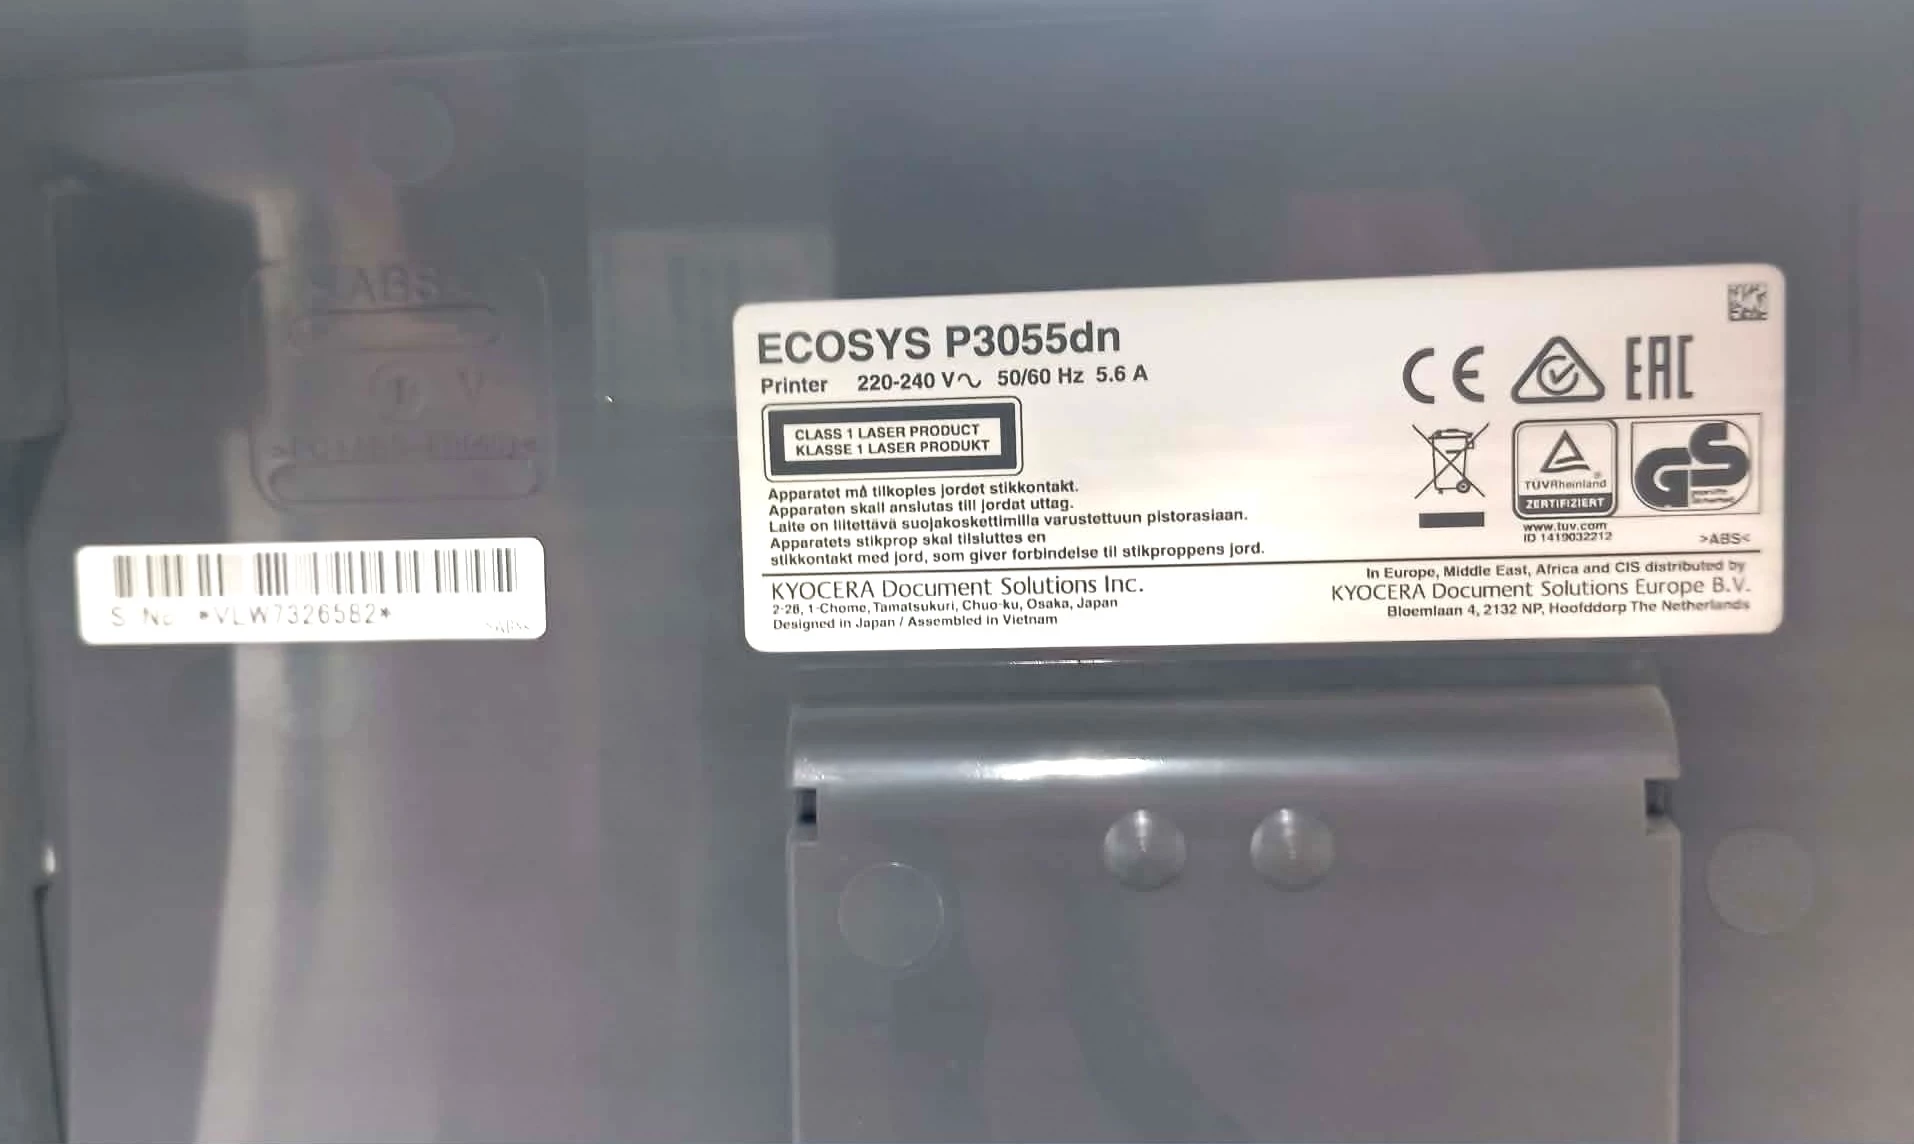 >ABS<
S No *VLW7326582*
ECOSYS P3055dn
Printer 220-240 V∿ 50/60 Hz 5.6 A
CLASS 1 LASER PRODUCT
KLASSE 1 LASER PRODUKT
Apparatet må tilkoples jordet stikkontakt.
Apparaten skall anslutas till jordat uttag.
Laite on liitettävä suojakoskettimilla varustettuun pistorasiaan.
Apparatets stikprop skal tilsluttes en
stikkontakt med jord, som giver forbindelse til stikproppens jord.
KYOCERA Document Solutions Inc.
2-28, 1-Chome, Tamatsukuri, Chuo-ku, Osaka, Japan
Designed in Japan / Assembled in Vietnam
CE EAC
TÜVRheinland
ZERTIFIZIERT
GS
geprüfte
Sicherheit
www.tuv.com
ID 1419032212
>ABS<
In Europe, Middle East, Africa and CIS distributed by
KYOCERA Document Solutions Europe B.V.
Bloemlaan 4, 2132 NP, Hoofddorp The Netherlands